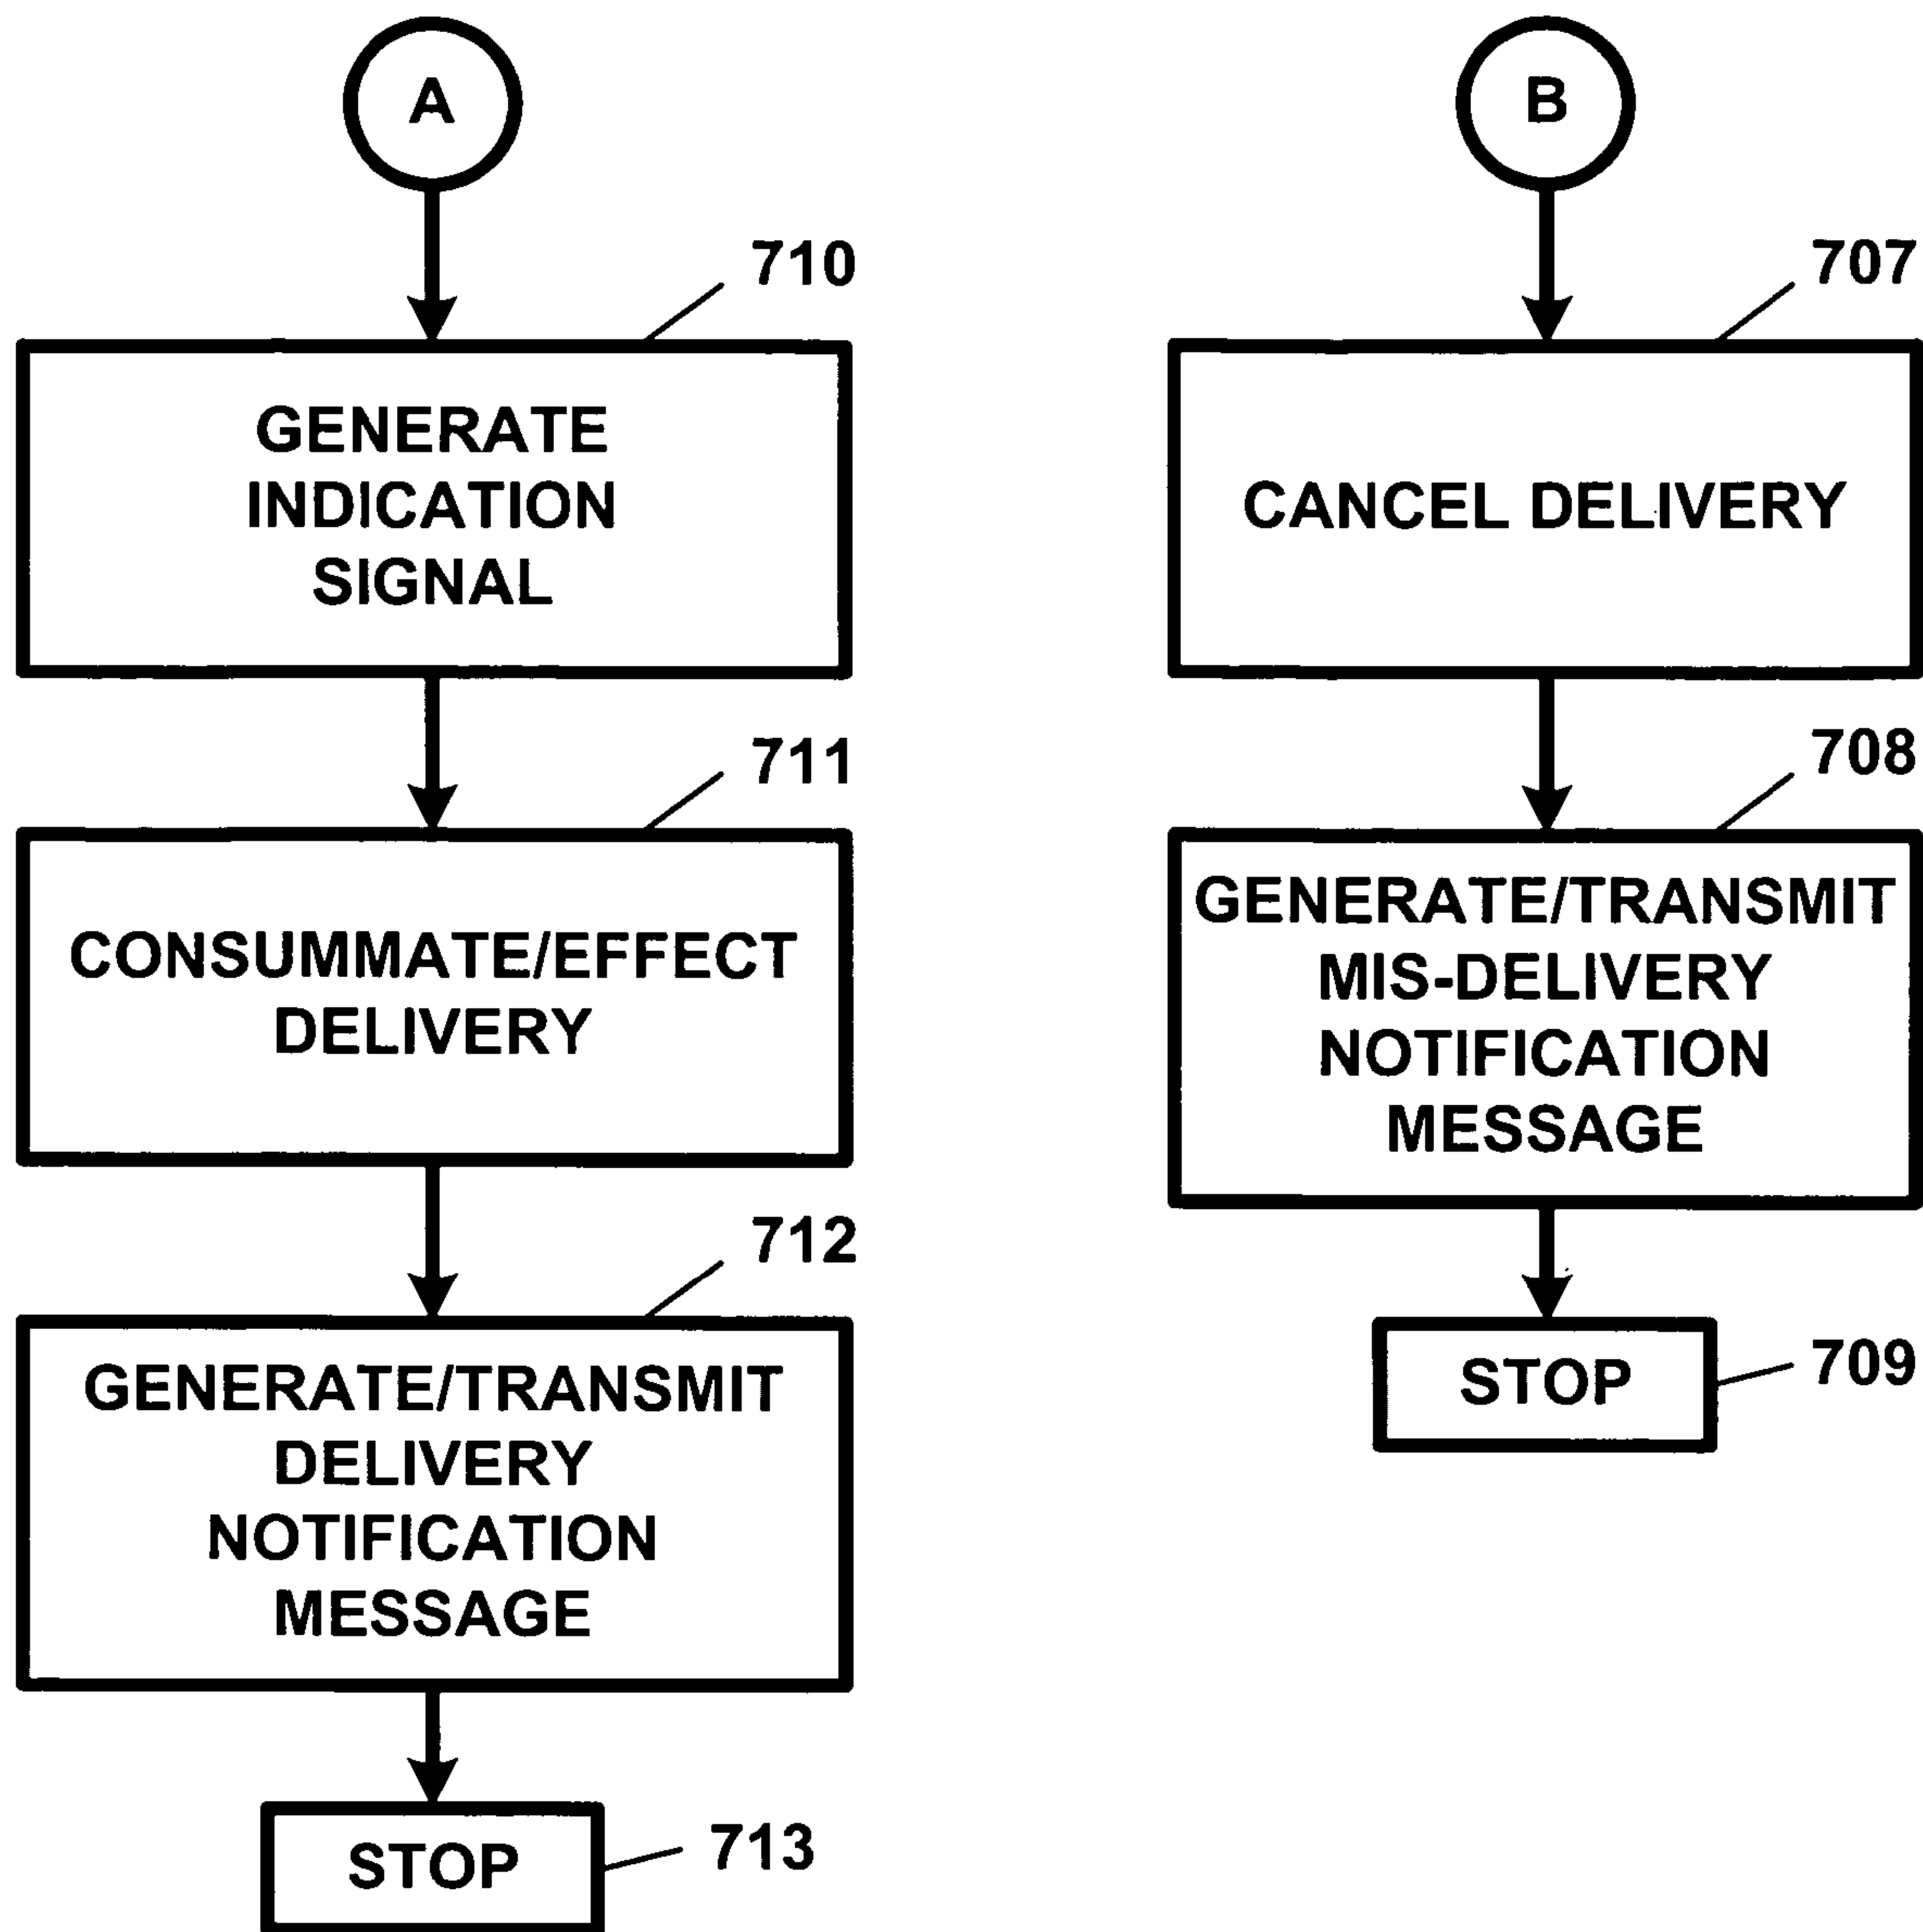 A
710
GENERATE
INDICATION
SIGNAL
711
CONSUMMATE/EFFECT
DELIVERY
712
GENERATE/TRANSMIT
DELIVERY
NOTIFICATION
MESSAGE
STOP
713
B
707
CANCEL DELIVERY
708
GENERATE/TRANSMIT
MIS-DELIVERY
NOTIFICATION
MESSAGE
STOP
709